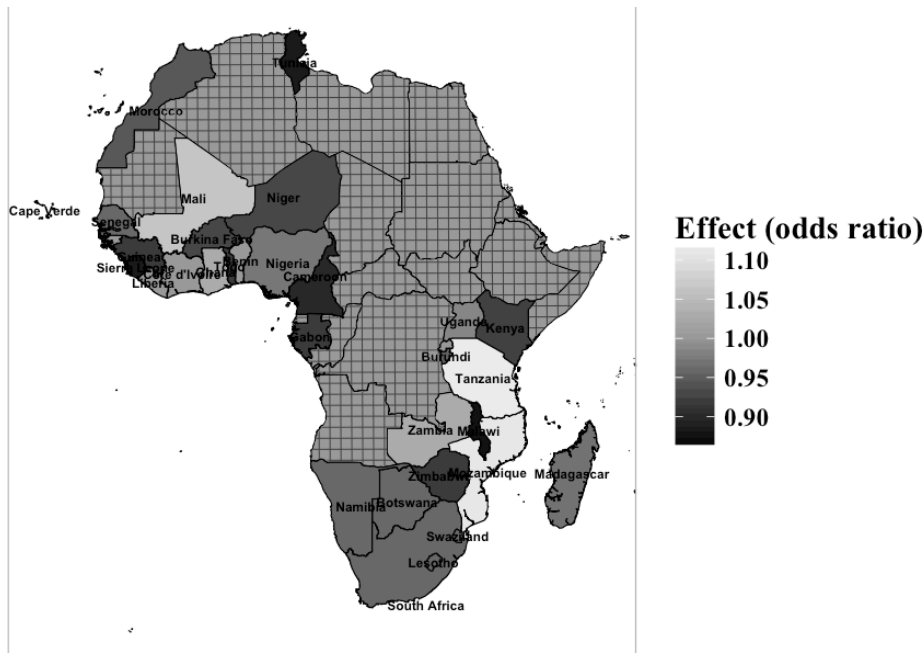 Tunisia
Morocco
Mali
Niger
Cape Verde
Senegal
Burkina Faso
Guinea
Benin
Togo
Nigeria
Sierra Leone
Cote d'Ivoire
Ghana
Cameroon
Liberia
Uganda
Kenya
Gabon
Burundi
Tanzania
Zambia
Malawi
Mozambique
Zimbabwe
Madagascar
Botswana
Namibia
Swaziland
Lesotho
South Africa
Effect (odds ratio)
1.10
1.05
1.00
0.95
0.90